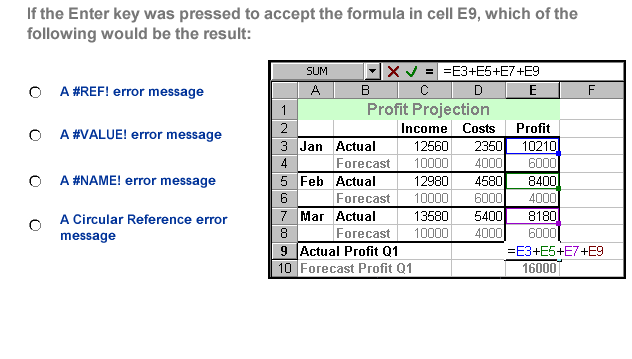 If the Enter key was pressed to accept the formula in cell E9, which of the
following would be the result:
A #REF! error message
A #VALUE! error message
A #NAME! error message
A Circular Reference error
message
SUM =E3+E5+E7+E9
A B C D E F
1 Profit Projection
2 Income Costs Profit
3 Jan Actual 12560 2350 10210
4 Forecast 10000 4000 6000
5 Feb Actual 12980 4580 8400
6 Forecast 10000 6000 4000
7 Mar Actual 13580 5400 8180
8 Forecast 10000 4000 6000
9 Actual Profit Q1 =E3+E5+E7+E9
10 Forecast Profit Q1 16000